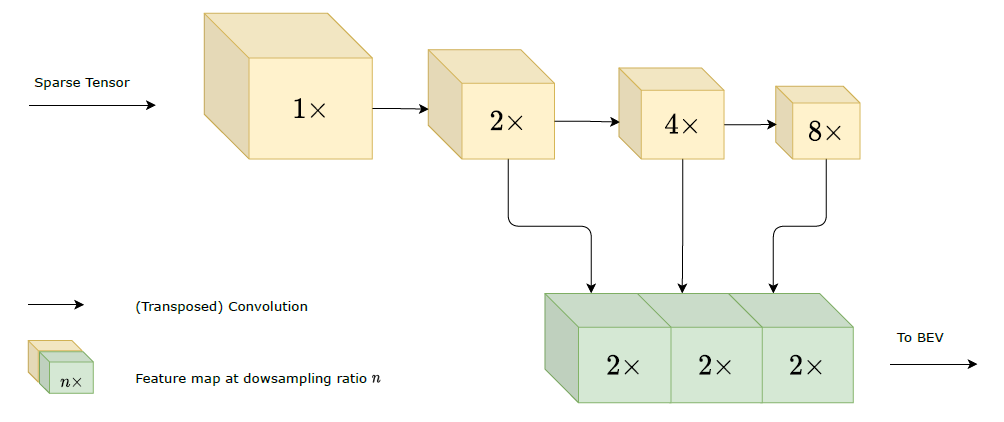 Sparse Tensor
1×
2×
4×
8×
(Transposed) Convolution
2×
2×
2×
To BEV
n×
Feature map at dowsampling ratio n